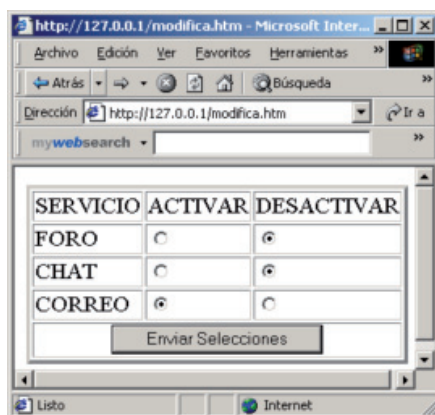 http://127.0.0.1/modifica.htm - Microsoft Inter...
Archivo Edición Ver Favoritos Herramientas »
Atrás Búsqueda »
Dirección http://127.0.0.1/modifica.htm Ir a
mywebsearch »
SERVICIO ACTIVAR DESACTIVAR
FORO
CHAT
CORREO
Enviar Selecciones
Listo Internet